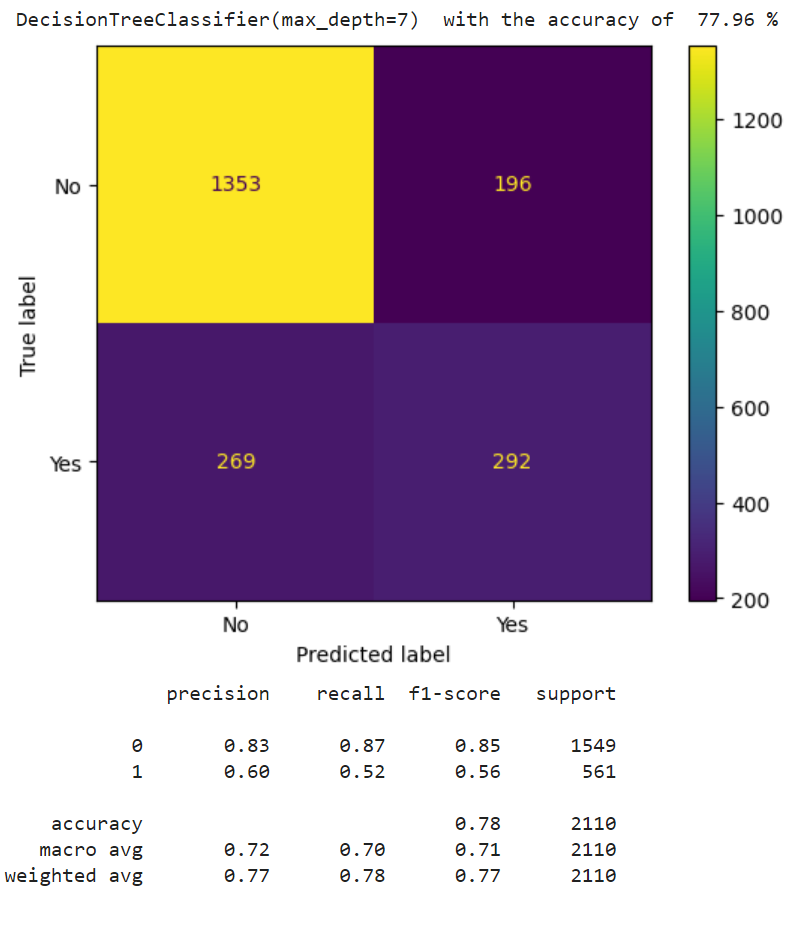 DecisionTreeClassifier(max_depth=7)  with the accuracy of  77.96 %
No 1353 196
True label
Yes 269 292
1200
1000
800
600
400
200
No Yes
Predicted label
precision recall f1-score support
0 0.83 0.87 0.85 1549
1 0.60 0.52 0.56 561
accuracy 0.78 2110
macro avg 0.72 0.70 0.71 2110
weighted avg 0.77 0.78 0.77 2110